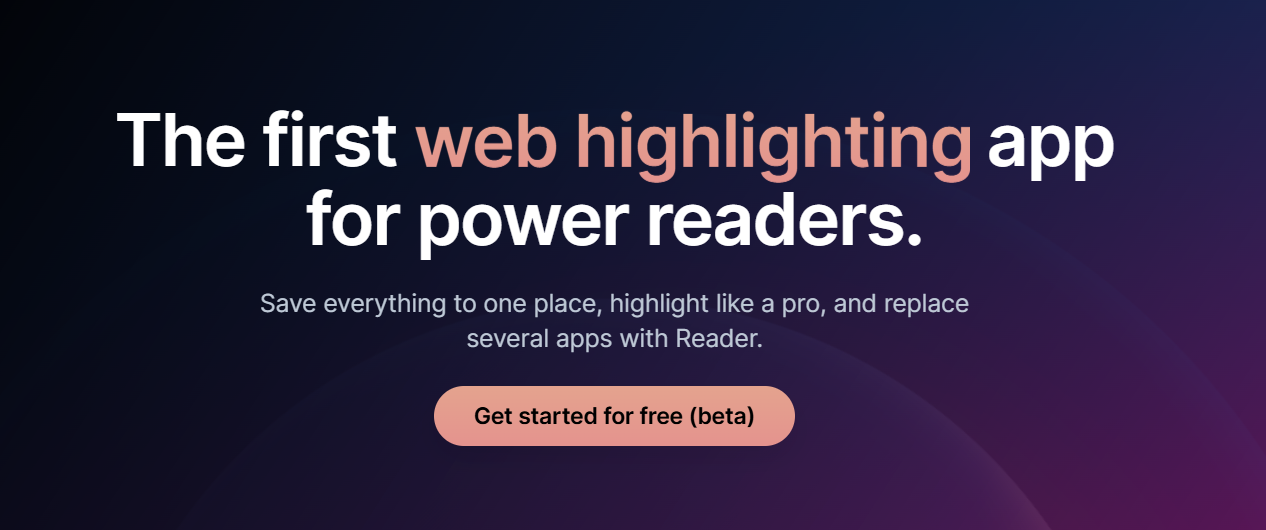 The first web highlighting app
for power readers.
Save everything to one place, highlight like a pro, and replace
several apps with Reader.
Get started for free (beta)